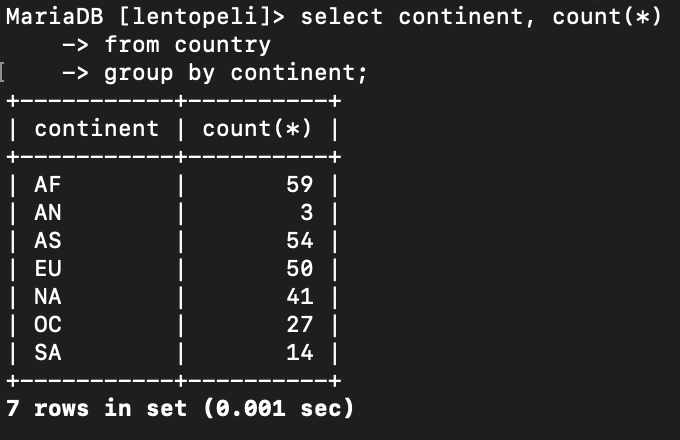 MariaDB [lentopeli]> select continent, count(*)
    -> from country
    -> group by continent;
+-----------+----------+
| continent | count(*) |
+-----------+----------+
| AF        |       59 |
| AN        |        3 |
| AS        |       54 |
| EU        |       50 |
| NA        |       41 |
| OC        |       27 |
| SA        |       14 |
+-----------+----------+
7 rows in set (0.001 sec)